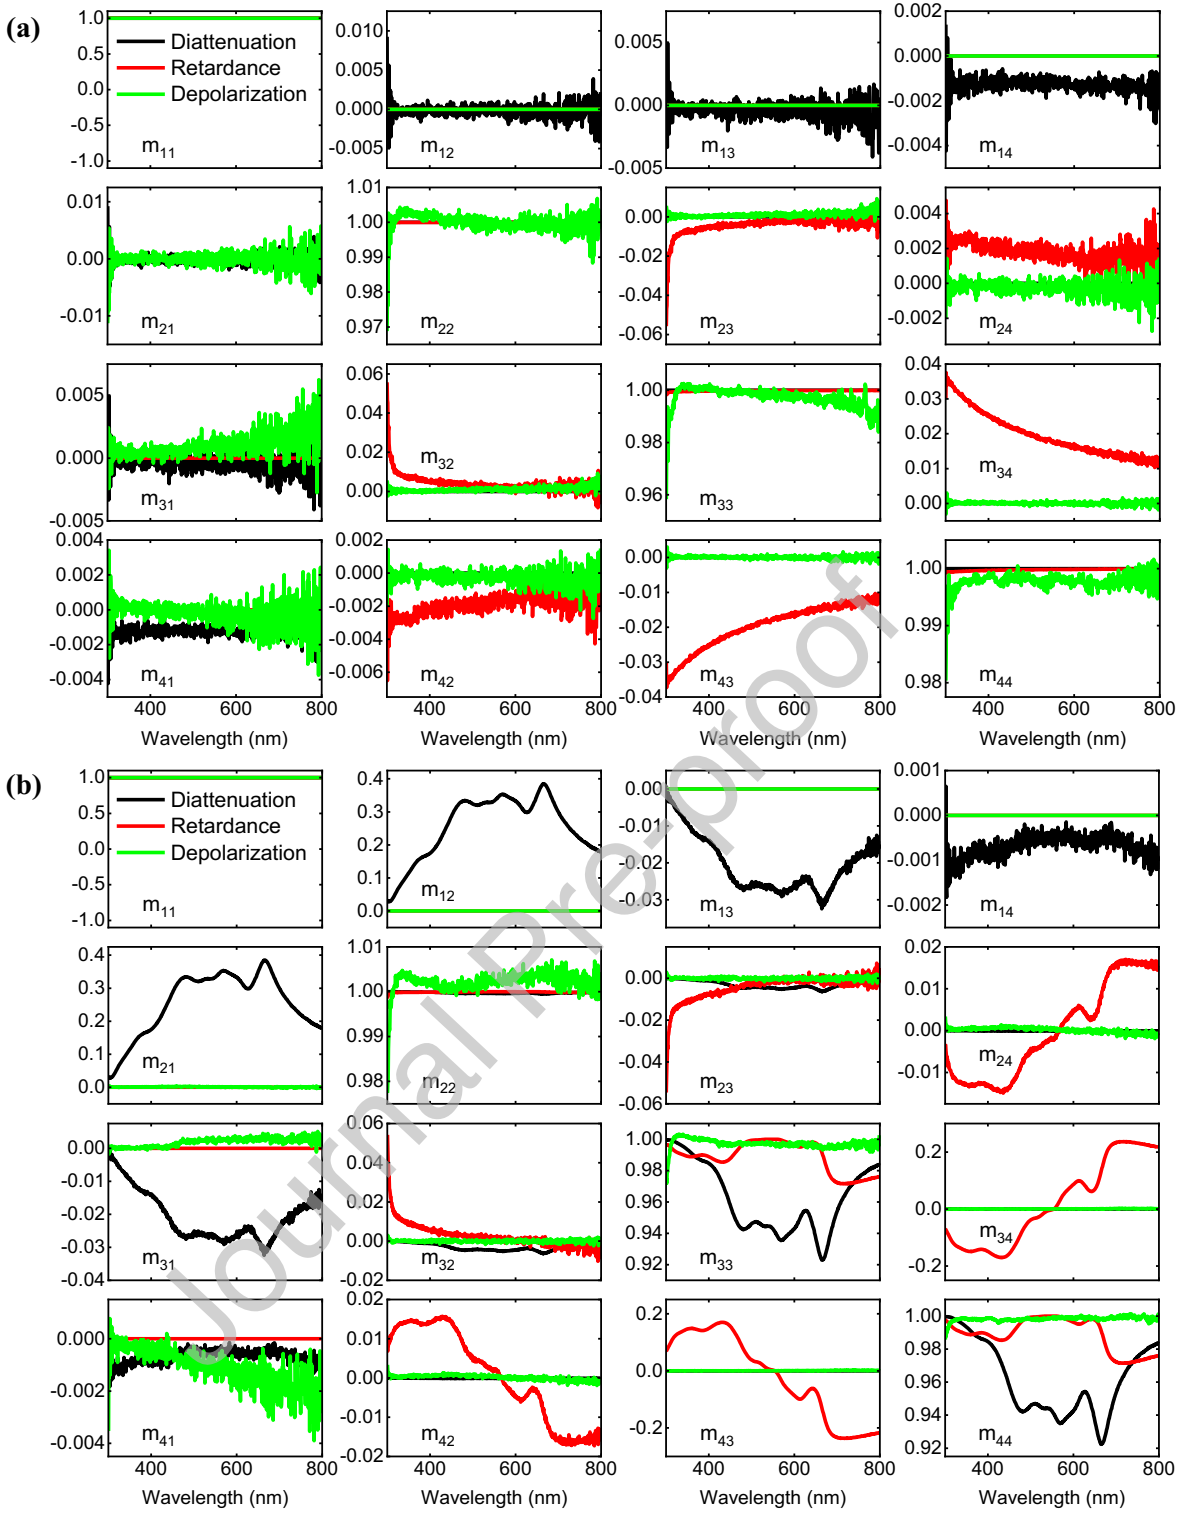 (a)
1.0
0.5
0.0
-0.5
-1.0
Diattenuation
Retardance
Depolarization
m11
0.010
0.005
0.000
-0.005
m12
0.005
0.000
-0.005
m13
0.002
0.000
-0.002
-0.004
m14
0.01
0.00
-0.01
m21
1.01
1.00
0.99
0.98
0.97
m22
0.02
0.00
-0.02
-0.04
-0.06
m23
0.004
0.002
0.000
-0.002
m24
0.005
0.000
-0.005
m31
0.06
0.04
0.02
0.00
m32
1.00
0.98
0.96
m33
0.04
0.03
0.02
0.01
0.00
m34
0.004
0.002
0.000
-0.002
-0.004
m41
0.002
0.000
-0.002
-0.004
-0.006
m42
0.00
-0.01
-0.02
-0.03
-0.04
m43
1.00
0.99
0.98
m44
400 600 800
400 600 800
400 600 800
400 600 800
Wavelength (nm)
Wavelength (nm)
Wavelength (nm)
Wavelength (nm)
(b)
1.0
0.5
0.0
-0.5
-1.0
Diattenuation
Retardance
Depolarization
m11
0.4
0.3
0.2
0.1
0.0
m12
0.00
-0.01
-0.02
-0.03
m13
0.001
0.000
-0.001
-0.002
m14
0.4
0.3
0.2
0.1
0.0
m21
1.01
1.00
0.99
0.98
m22
0.02
0.00
-0.02
-0.04
-0.06
m23
0.02
0.01
0.00
-0.01
m24
0.00
-0.01
-0.02
-0.03
-0.04
m31
0.06
0.04
0.02
0.00
-0.02
m32
1.00
0.98
0.96
0.94
0.92
m33
0.2
0.0
-0.2
m34
0.000
-0.002
-0.004
m41
0.02
0.01
0.00
-0.01
-0.02
m42
0.2
0.0
-0.2
m43
1.00
0.98
0.96
0.94
0.92
m44
400 600 800
400 600 800
400 600 800
400 600 800
Wavelength (nm)
Wavelength (nm)
Wavelength (nm)
Wavelength (nm)
Journal Pre-proof